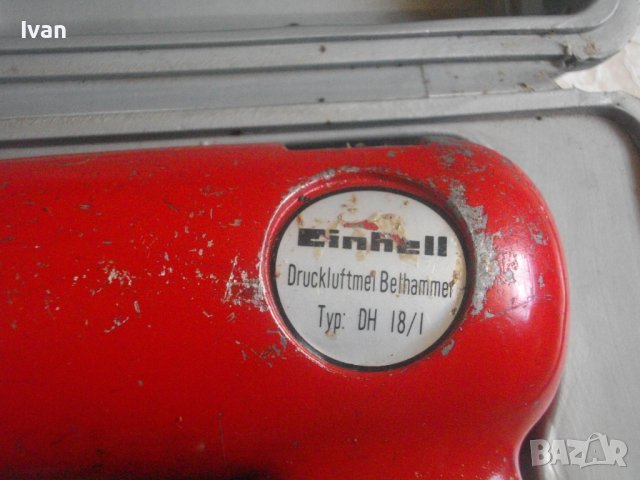 Ivan
Einhell
Druckluftmei Belhammer
Typ: DH 18/1
BAZAR